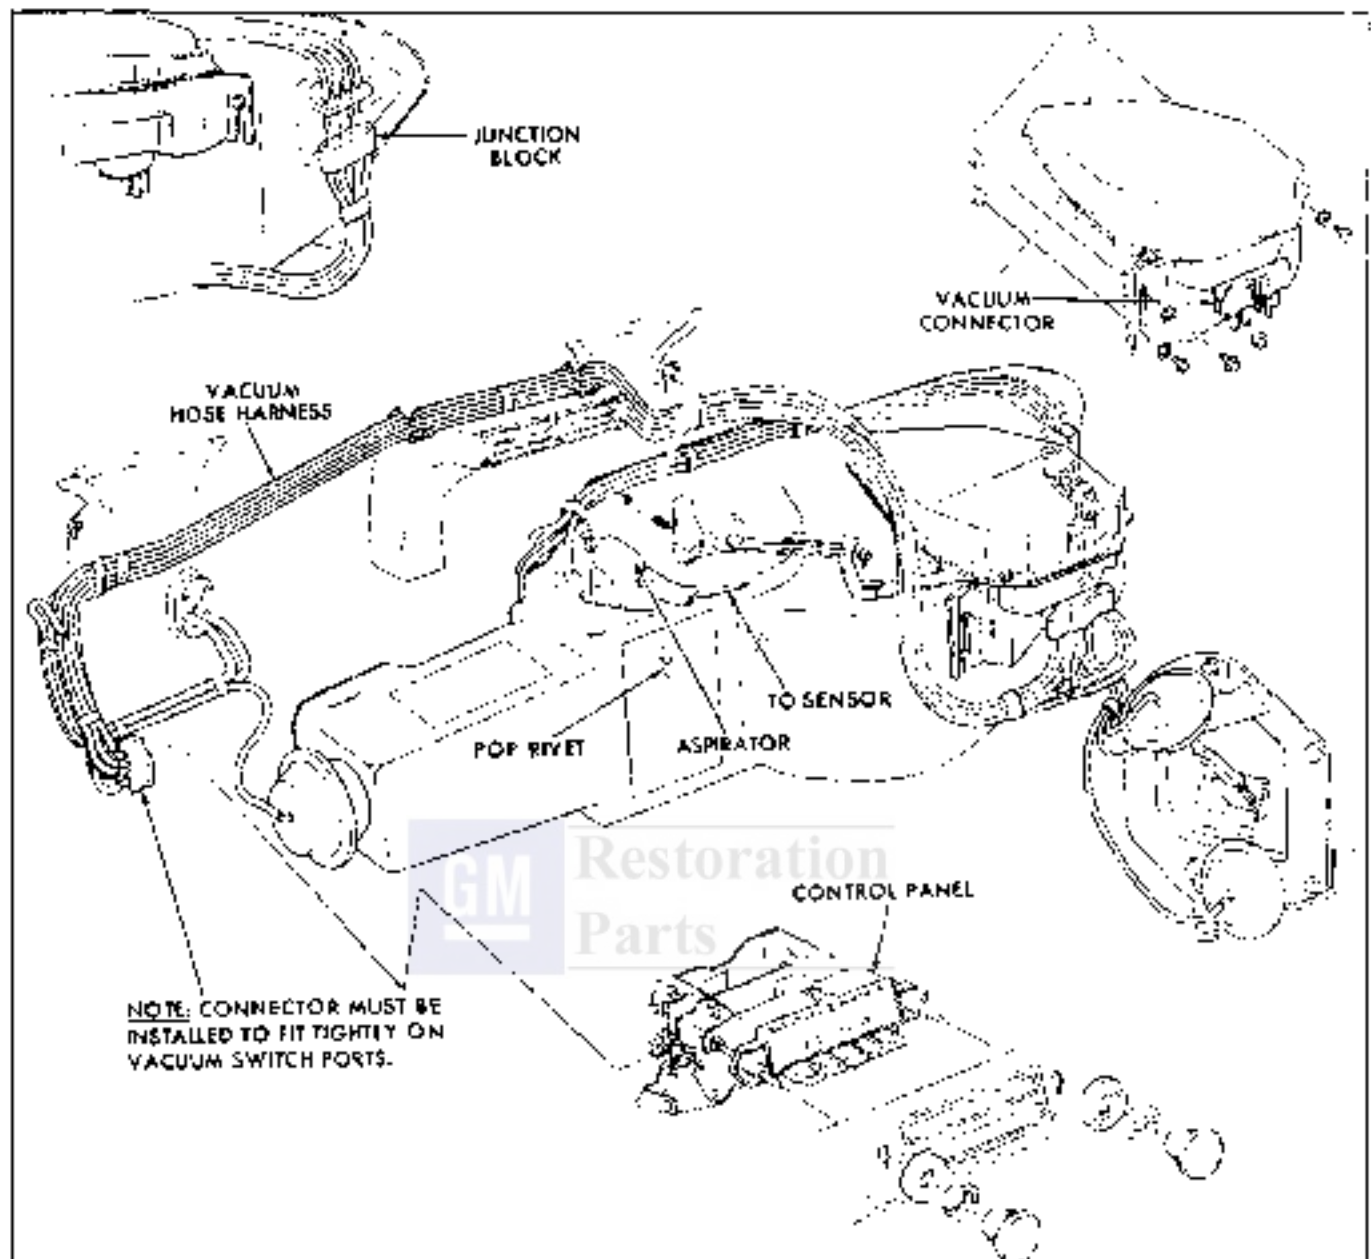 JUNCTION
BLOCK
VACUUM
CONNECTOR
VACUUM
HOSE HARNESS
TO SENSOR
POP RIVET
ASPIRATOR
GM
Restoration
Parts
CONTROL PANEL
NOTE: CONNECTOR MUST BE
INSTALLED TO FIT TIGHTLY ON
VACUUM SWITCH PORTS.